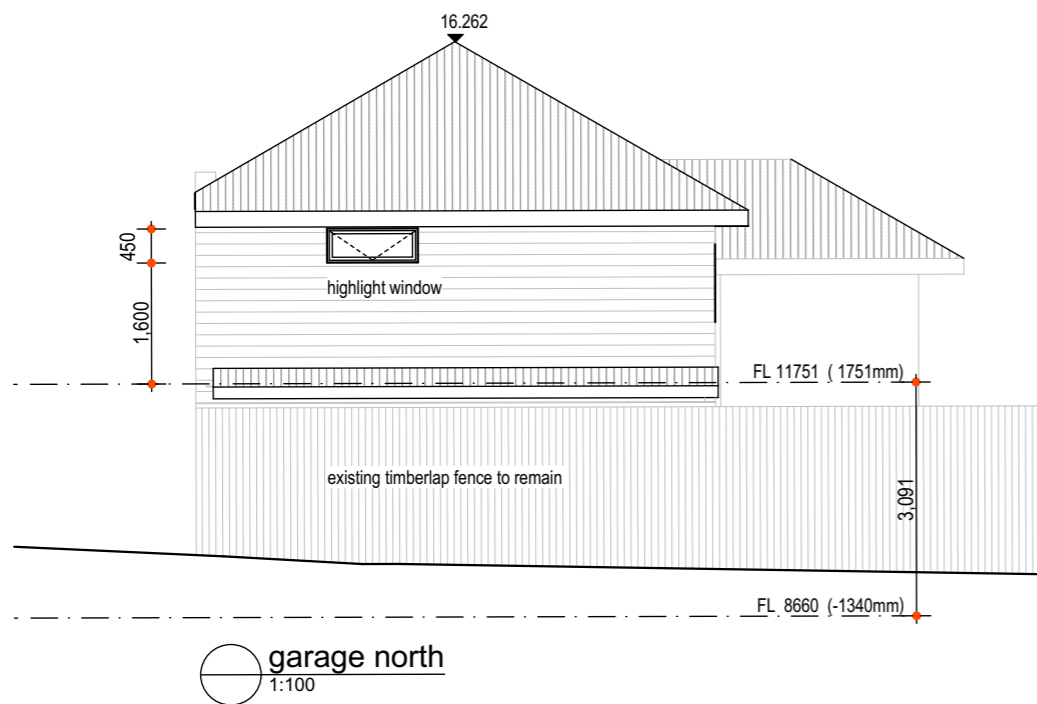 16.262
450
highlight window
1,600
FL 11751 ( 1751mm)
existing timberlap fence to remain
3,091
FL 8660 (-1340mm)
garage north
1:100